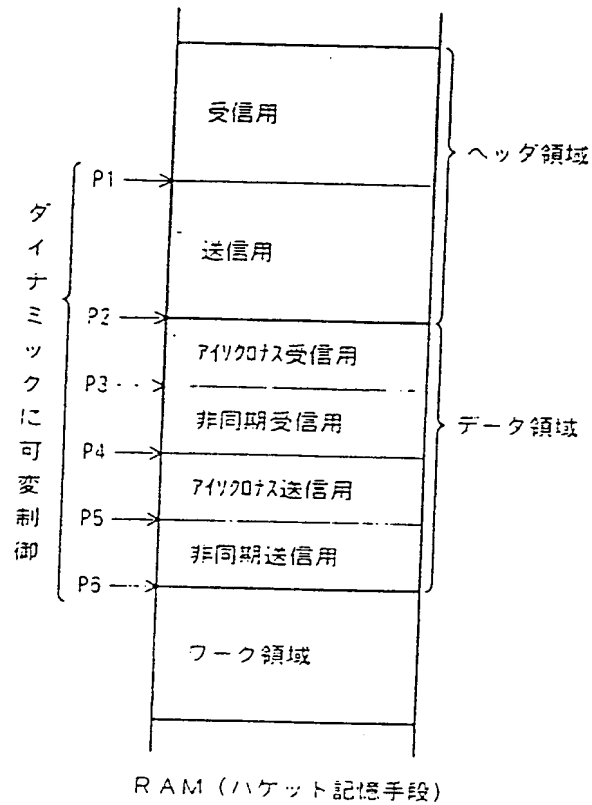 受信用
ヘッダ領域
P1
送信用
P2
アイソクロナス受信用
P3
非同期受信用
データ領域
P4
アイソクロナス送信用
P5
非同期送信用
P6
ワーク領域
ダイナミックに可変制御
RAM(パケット記憶手段)